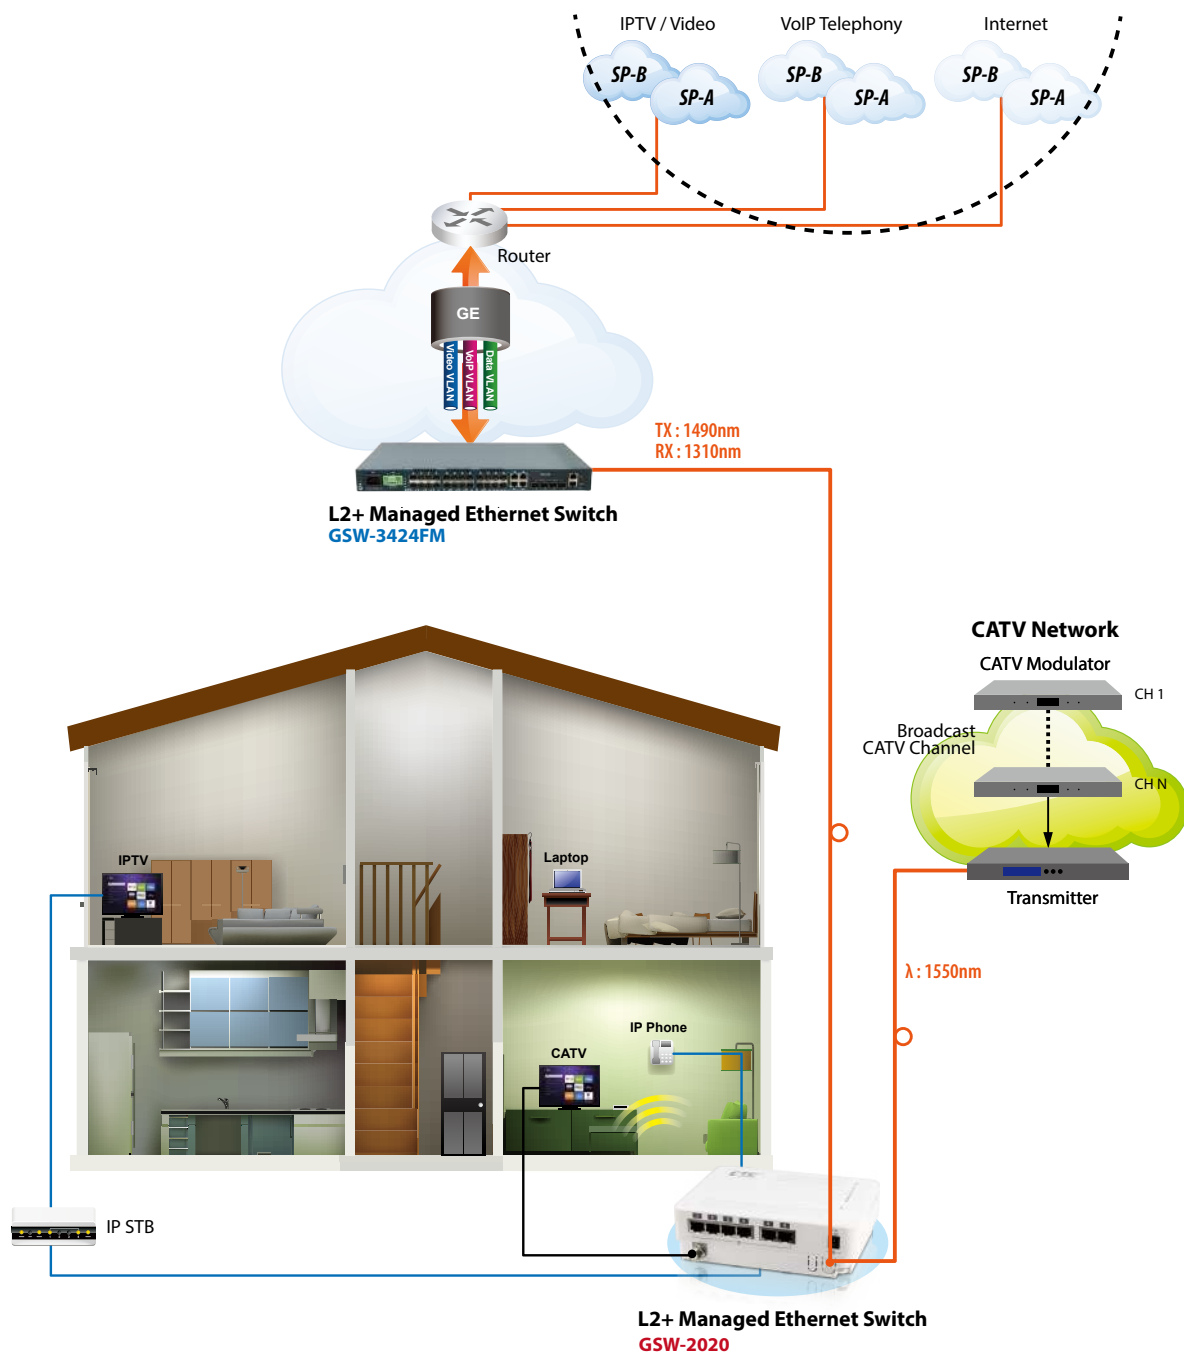 IPTV / Video
VoIP Telephony
Internet
SP-B
SP-A
SP-B
SP-A
SP-B
SP-A
Router
GE
Video VLAN
VoIP VLAN
Data VLAN
TX : 1490nm
RX : 1310nm
L2+ Managed Ethernet Switch
GSW-3424FM
CATV Network
CATV Modulator
CH 1
Broadcast
CATV Channel
CH N
Transmitter
IPTV
Laptop
λ : 1550nm
IP Phone
CATV
IP STB
L2+ Managed Ethernet Switch
GSW-2020